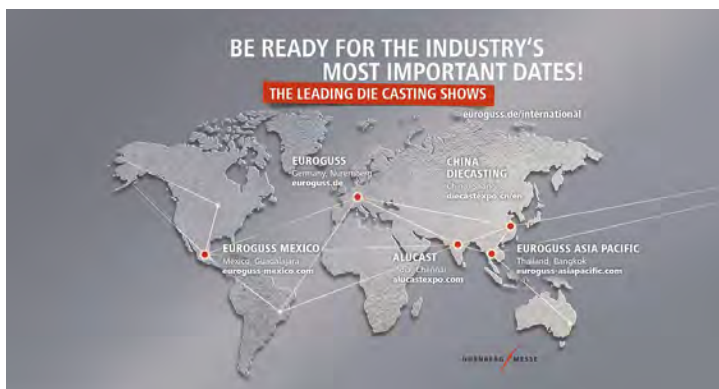 BE READY FOR THE INDUSTRY'S
MOST IMPORTANT DATES!
THE LEADING DIE CASTING SHOWS
euroguss.de/international
EUROGUSS
Germany, Nuremberg
euroguss.de
CHINA
DIECASTING
China,
diecastexpo.cn/en
EUROGUSS MEXICO
Mexico, Guadalajara
euroguss-mexico.com
ALUCAST
India, Chennai
alucastexpo.com
EUROGUSS ASIA PACIFIC
Thailand, Bangkok
euroguss-asiapacific.com
NÜRNBERG MESSE